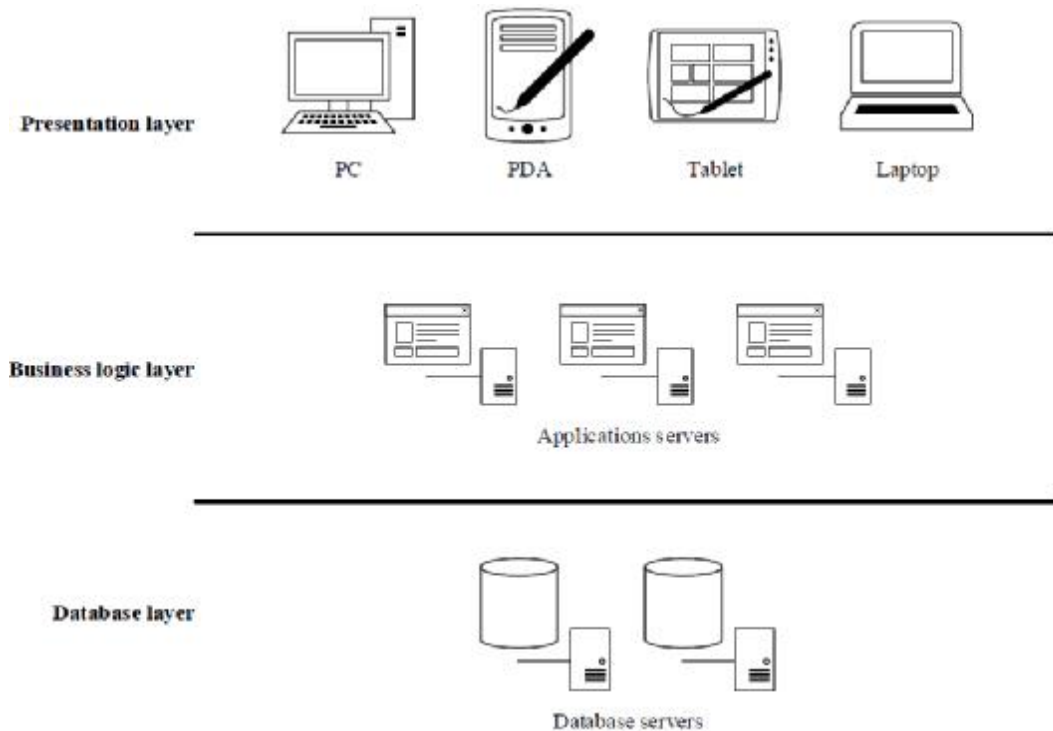 Presentation layer
PC
PDA
Tablet
Laptop
Business logic layer
Applications servers
Database layer
Database servers